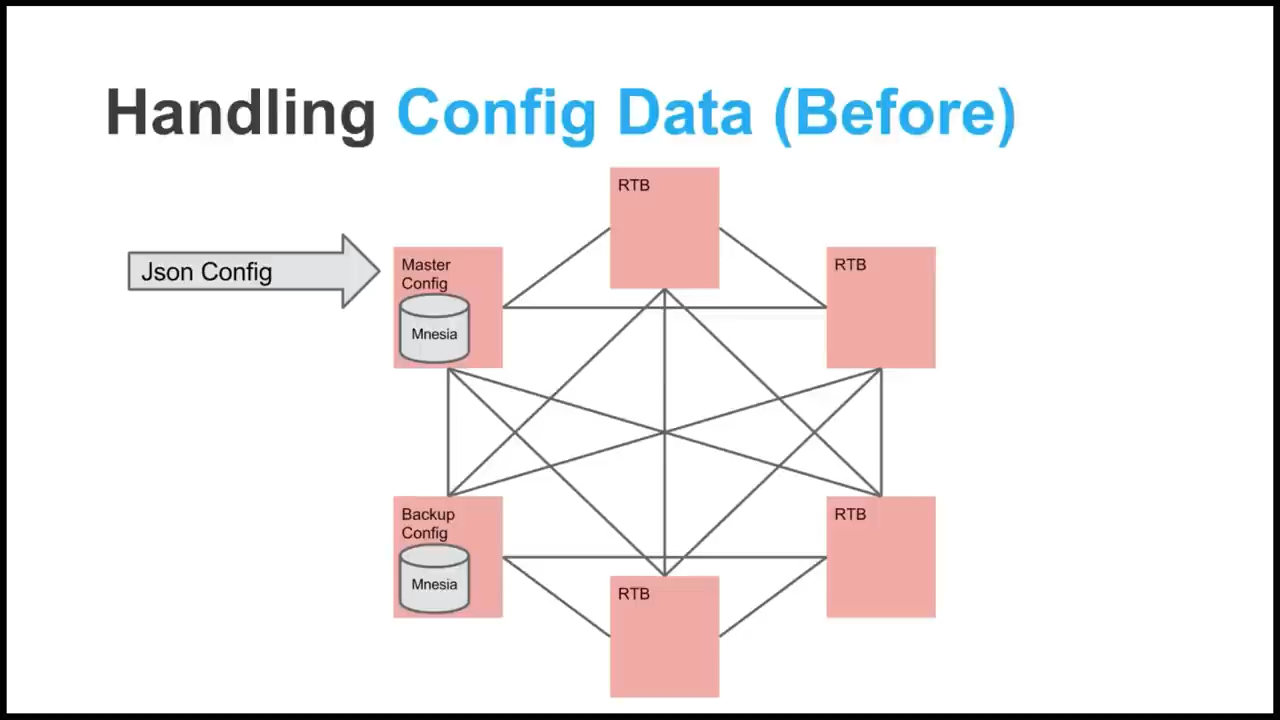 Handling Config Data (Before)
RTB
Json Config
Master
Config
Mnesia
RTB
Backup
Config
Mnesia
RTB
RTB